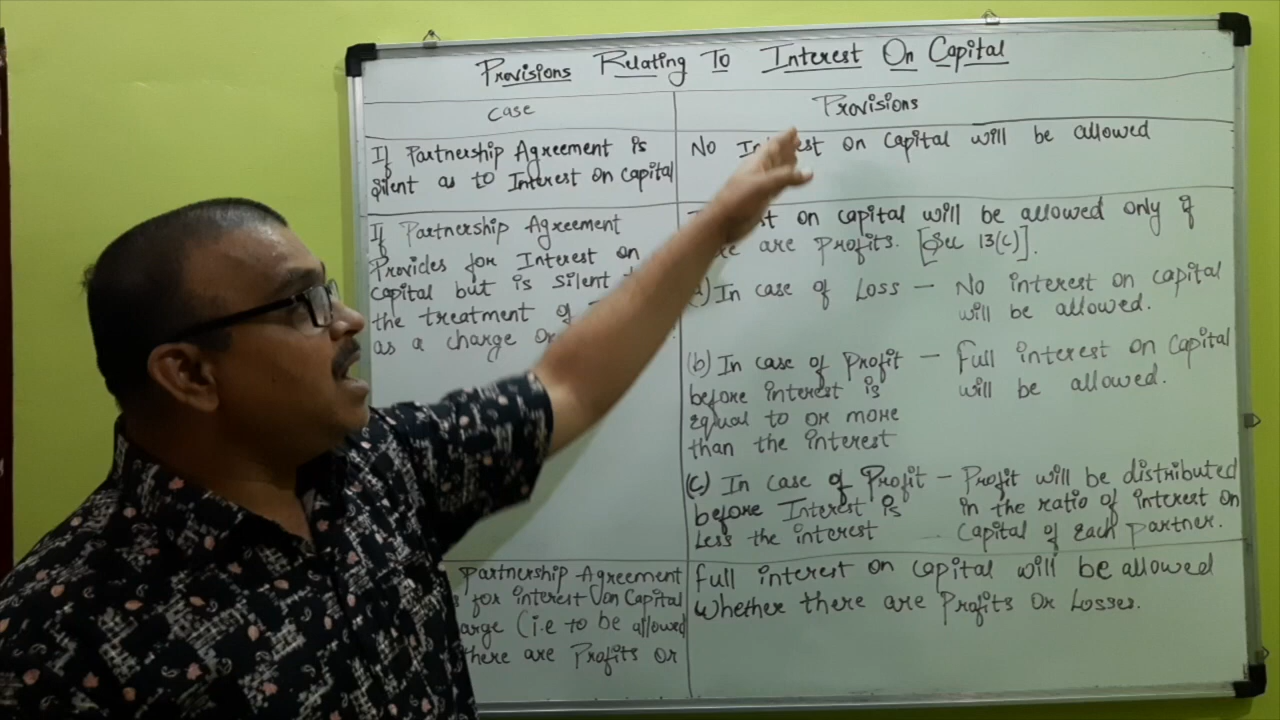 Provisions Relating To Interest On Capital
Case
Provisions
If Partnership Agreement is
Silent as to Interest on Capital
No Interest on Capital will be allowed
If Partnership Agreement
Provides for Interest on
capital but is silent
the treatment of
as a charge or
on capital will be allowed only if
are Profits. [Sec 13(c)].
In case of Loss - No interest on capital
will be allowed.
(b) In case of Profit - Full interest on Capital
before interest is will be allowed.
equal to or more
than the interest
(c) In case of Profit - Profit will be distributed
before Interest is in the ratio of interest on
Less the interest Capital of each partner.
Partnership Agreement
for interest on Capital
(i.e to be allowed
there are Profits or
Full interest on capital will be allowed
Whether there are Profits or Losses.